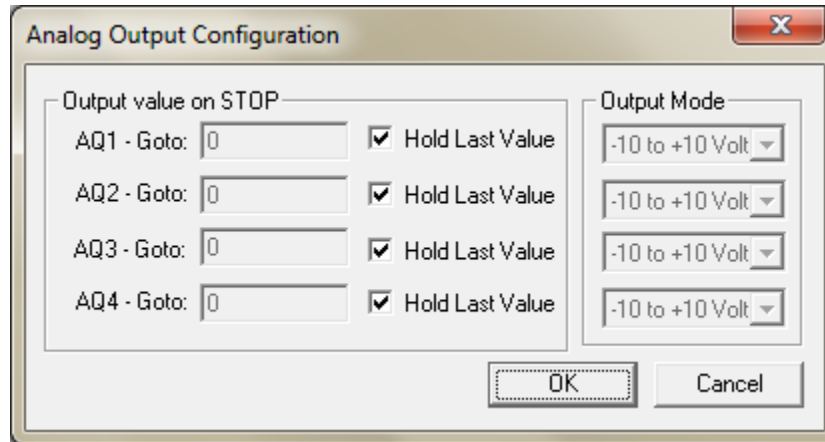 Analog Output Configuration
Output value on STOP
Output Mode
AQ1 - Goto: 0 Hold Last Value -10 to +10 Volt
AQ2 - Goto: 0 Hold Last Value -10 to +10 Volt
AQ3 - Goto: 0 Hold Last Value -10 to +10 Volt
AQ4 - Goto: 0 Hold Last Value -10 to +10 Volt
OK Cancel